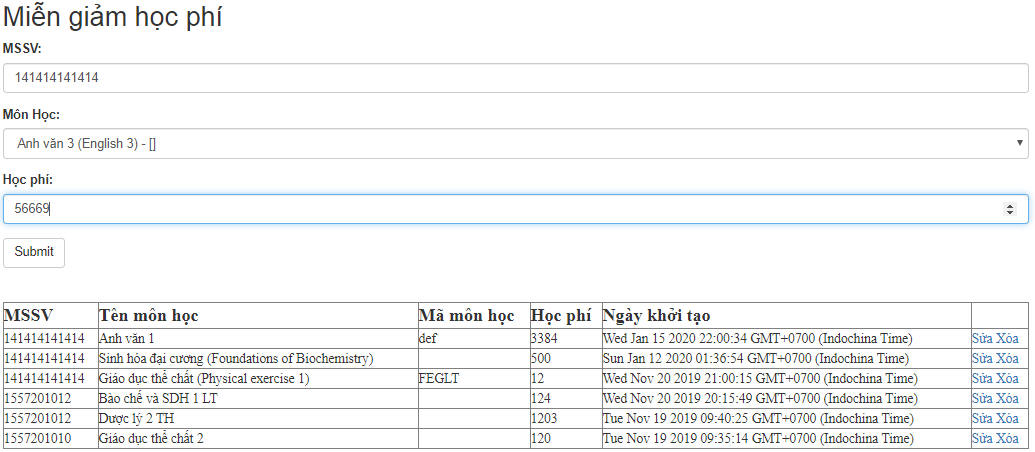 Miễn giảm học phí
MSSV:
141414141414
Môn Học:
Anh văn 3 (English 3) - []
Học phí:
56669
Submit
MSSV Tên môn học Mã môn học Học phí Ngày khởi tạo
141414141414 Anh văn 1 def 3384 Wed Jan 15 2020 22:00:34 GMT+0700 (Indochina Time) Sửa Xóa
141414141414 Sinh hóa đại cương (Foundations of Biochemistry) 500 Sun Jan 12 2020 01:36:54 GMT+0700 (Indochina Time) Sửa Xóa
141414141414 Giáo dục thể chất (Physical exercise 1) FEGLT 12 Wed Nov 20 2019 21:00:15 GMT+0700 (Indochina Time) Sửa Xóa
1557201012 Bào chế và SDH 1 LT 124 Wed Nov 20 2019 20:15:49 GMT+0700 (Indochina Time) Sửa Xóa
1557201012 Dược lý 2 TH 1203 Tue Nov 19 2019 09:40:25 GMT+0700 (Indochina Time) Sửa Xóa
1557201010 Giáo dục thể chất 2 120 Tue Nov 19 2019 09:35:14 GMT+0700 (Indochina Time) Sửa Xóa